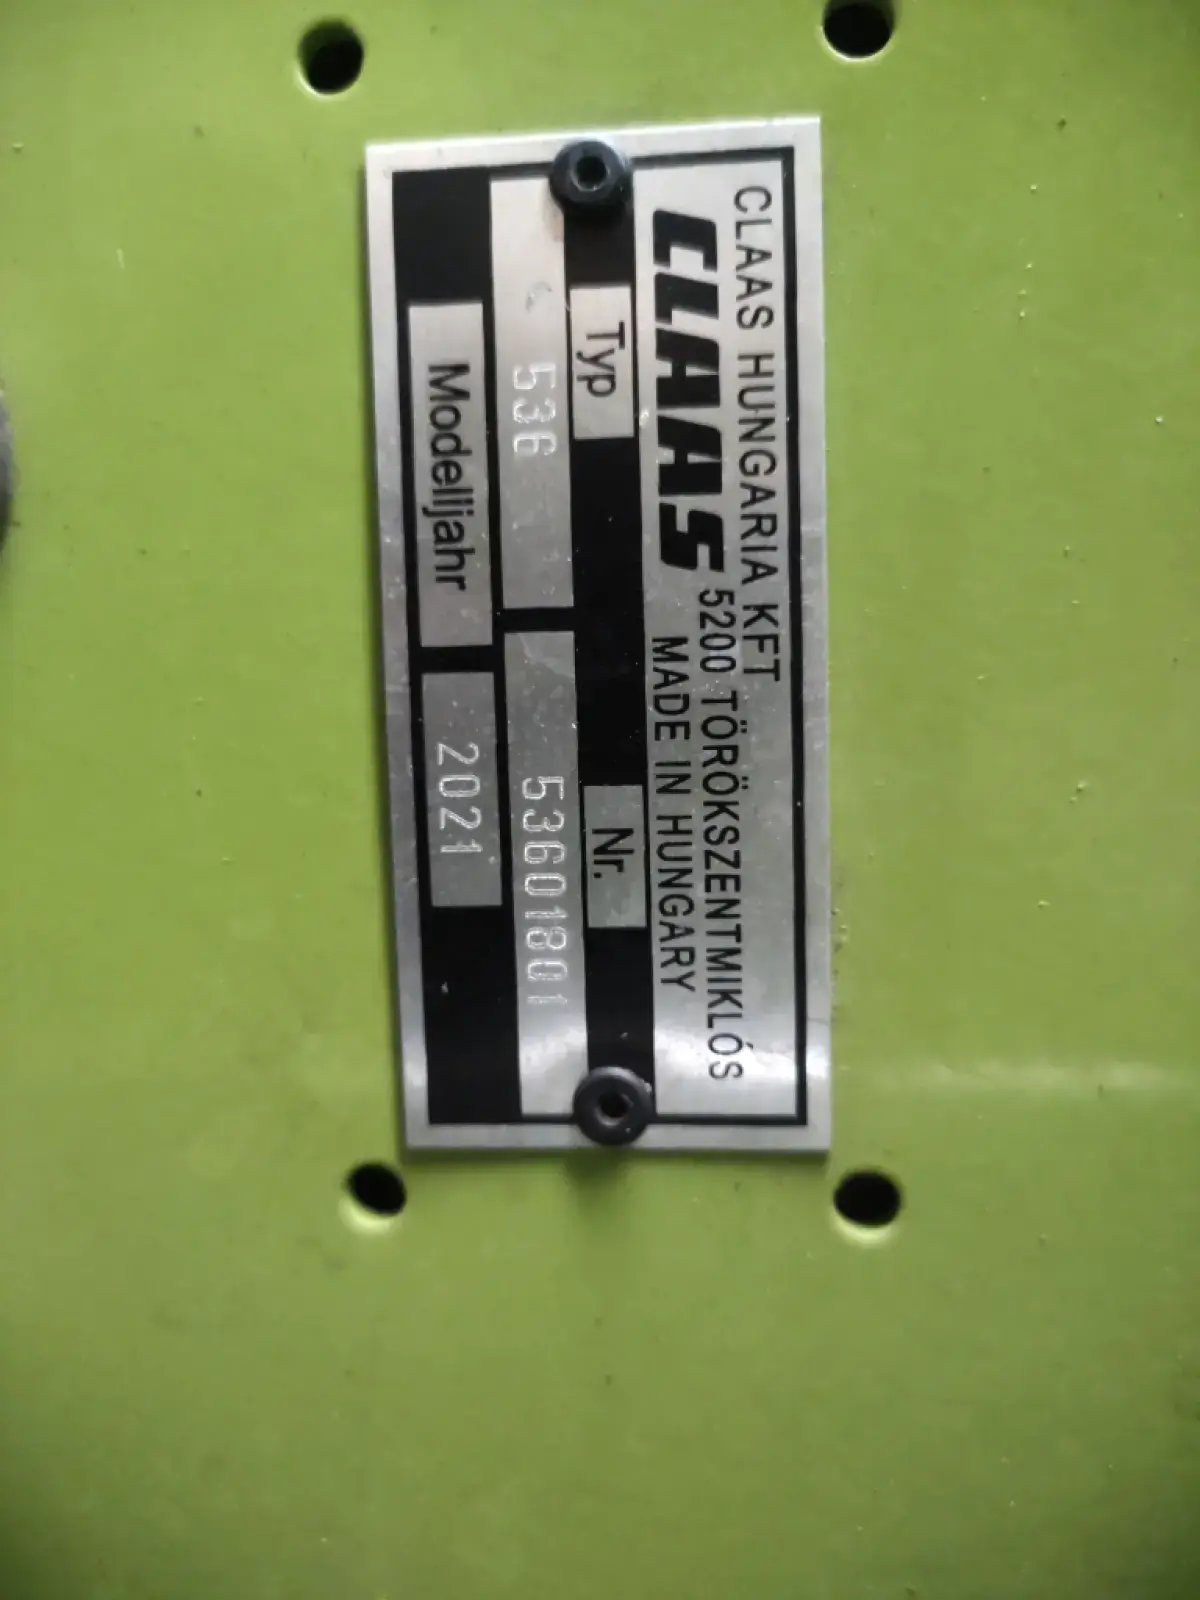 CLAAS HUNGARIA KFT
CLAAS 5200 TÖRÖKSZENTMIKLÓS
MADE IN HUNGARY
Typ Nr.
536 53601801
Modelljahr 2021